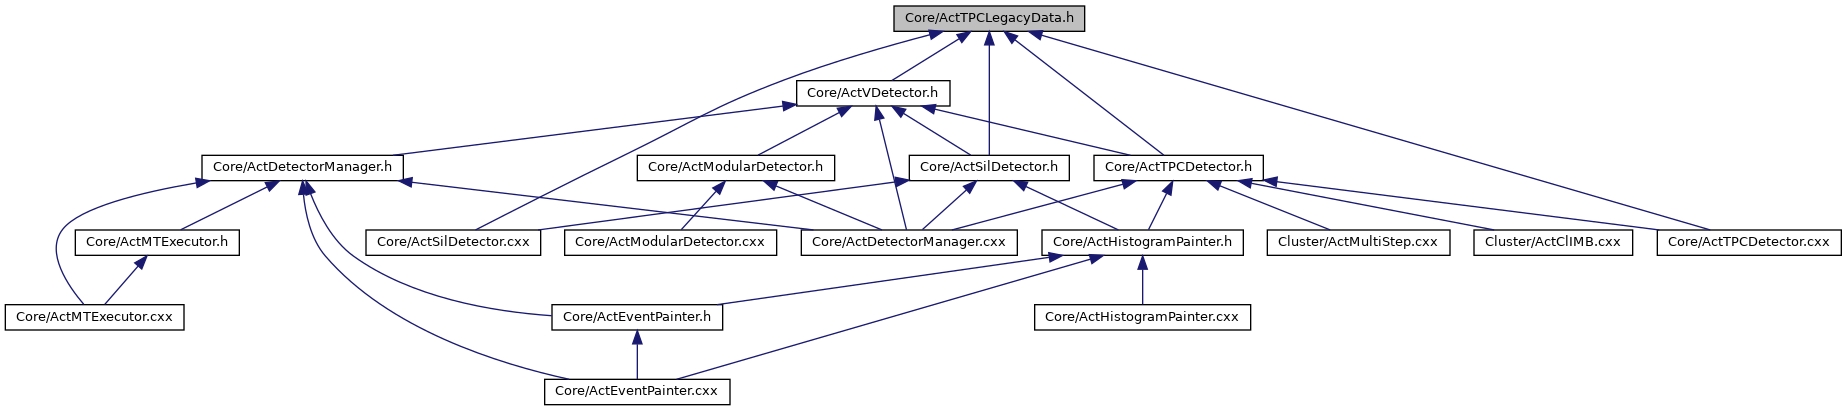 Core/ActTPCLegacyData.h
Core/ActVDetector.h
Core/ActDetectorManager.h
Core/ActModularDetector.h
Core/ActSilDetector.h
Core/ActTPCDetector.h
Core/ActMTExecutor.h
Core/ActSilDetector.cxx
Core/ActModularDetector.cxx
Core/ActDetectorManager.cxx
Core/ActHistogramPainter.h
Cluster/ActMultiStep.cxx
Cluster/ActClIMB.cxx
Core/ActTPCDetector.cxx
Core/ActMTExecutor.cxx
Core/ActEventPainter.h
Core/ActHistogramPainter.cxx
Core/ActEventPainter.cxx